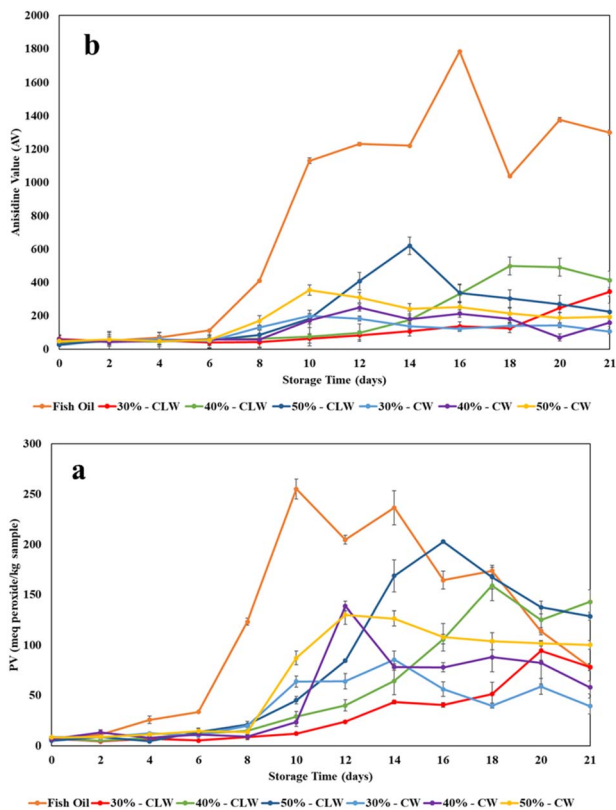 b
2000
1800
1600
1400
1200
1000
800
600
400
200
0
Anisidine Value (AV)
0 2 4 6 8 10 12 14 16 18 20 21
Storage Time (days)
Fish Oil 30% - CLW 40% - CLW 50% - CLW 30% - CW 40% - CW 50% - CW
a
300
250
200
150
100
50
0
PV (meq peroxide/kg sample)
0 2 4 6 8 10 12 14 16 18 20 21
Storage Time (days)
Fish Oil 30% - CLW 40% - CLW 50% - CLW 30% - CW 40% - CW 50% - CW